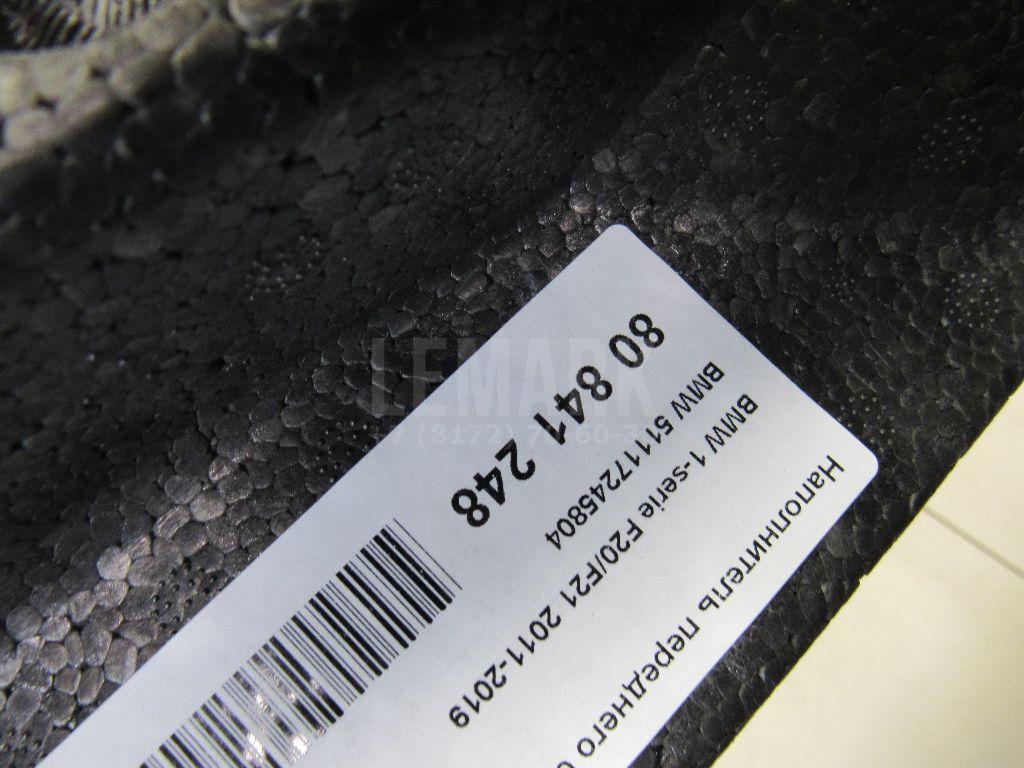 Наполнитель переднего
BMW 1-serie F20/F21 2011-2019
BMW 51117245804
80 841 248
LEMARK